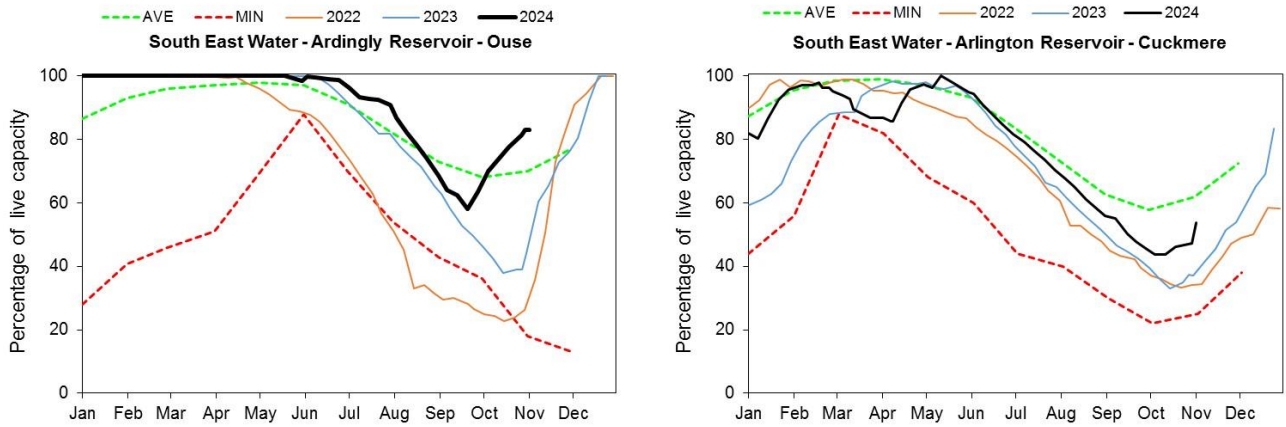 AVE MIN 2022 2023 2024
South East Water - Ardingly Reservoir - Ouse
Percentage of live capacity
100
80
60
40
20
0
Jan Feb Mar Apr May Jun Jul Aug Sep Oct Nov Dec
AVE MIN 2022 2023 2024
South East Water - Arlington Reservoir - Cuckmere
Percentage of live capacity
100
80
60
40
20
0
Jan Feb Mar Apr May Jun Jul Aug Sep Oct Nov Dec